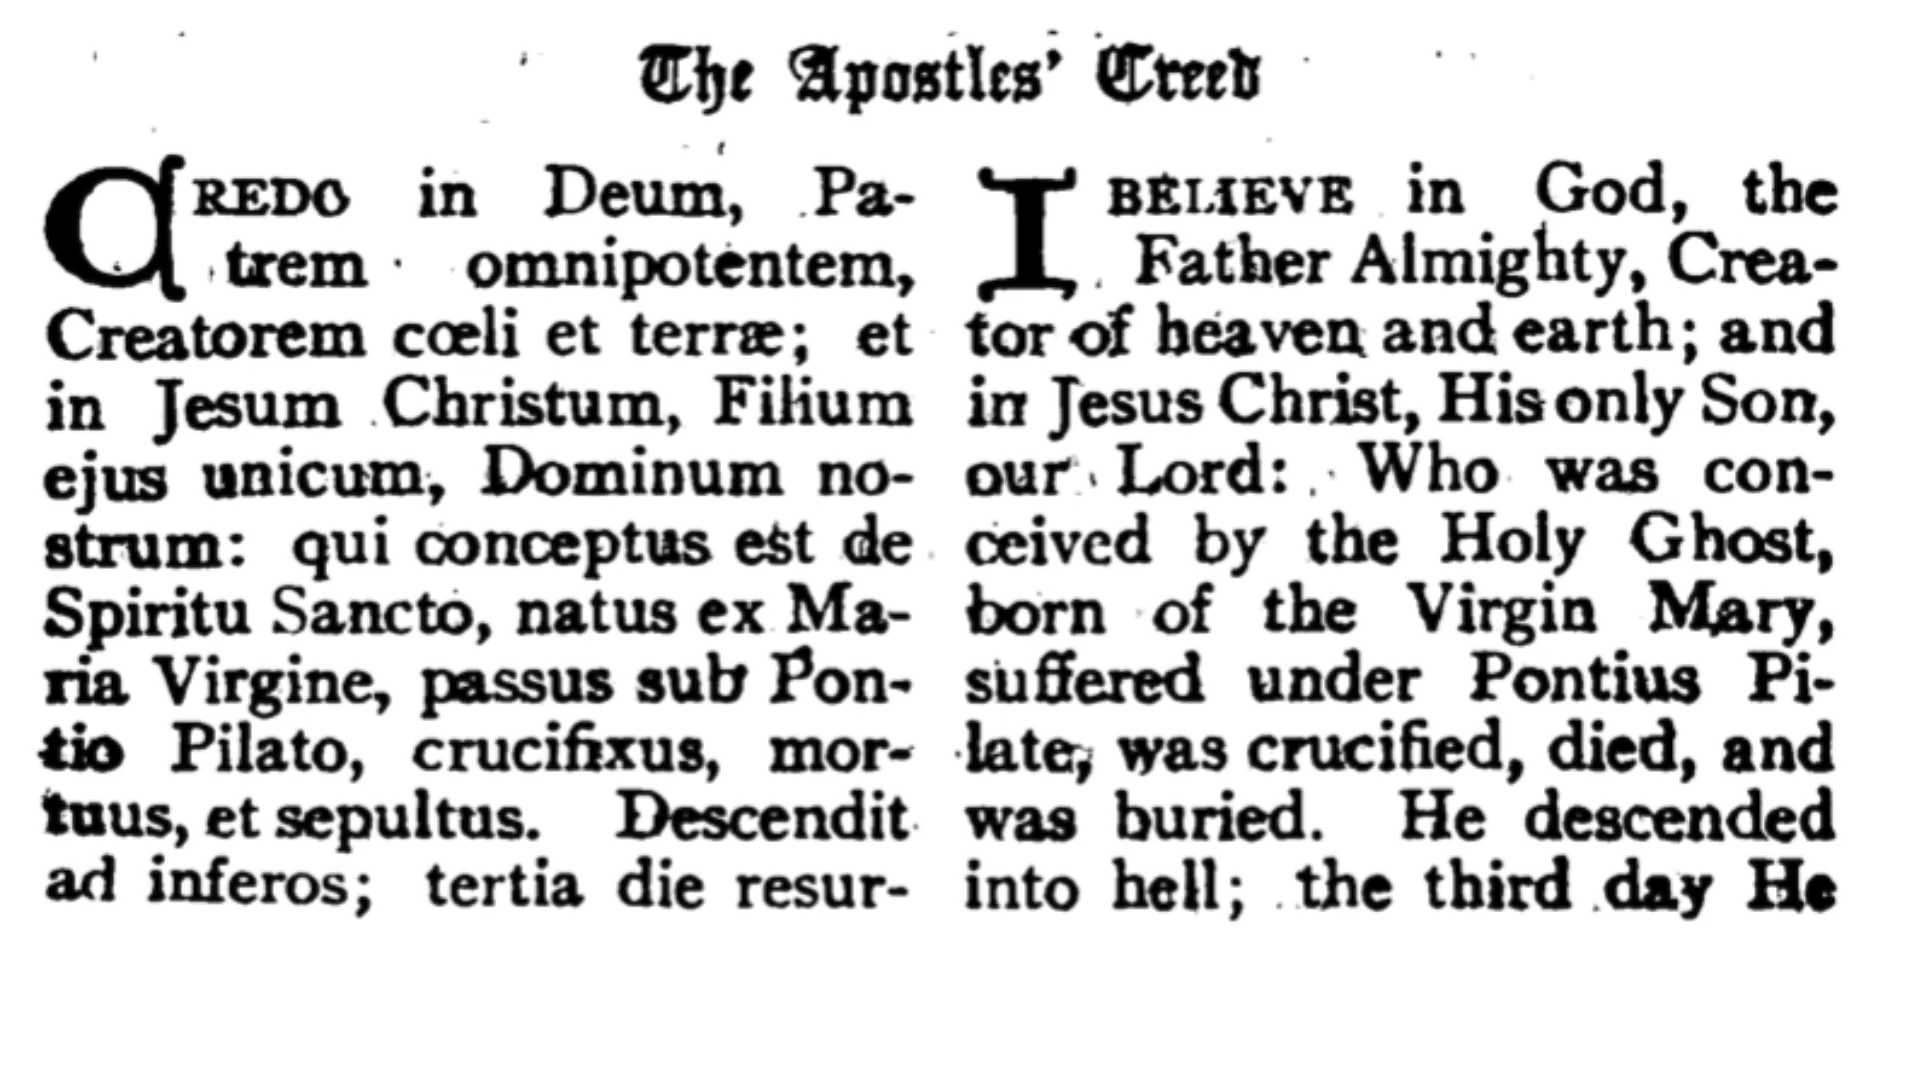 The Apostles' Creed
CREDO in Deum, Pa-
trem omnipotentem,
Creatorem cœli et terræ; et
in Jesum Christum, Filium
ejus unicum, Dominum no-
strum: qui conceptus est de
Spiritu Sancto, natus ex Ma-
ria Virgine, passus sub Pon-
tio Pilato, crucifixus, mor-
tuus, et sepultus. Descendit
ad inferos; tertia die resur-
I BELIEVE in God, the
Father Almighty, Crea-
tor of heaven and earth; and
in Jesus Christ, His only Son,
our Lord: Who was con-
ceived by the Holy Ghost,
born of the Virgin Mary,
suffered under Pontius Pi-
late, was crucified, died, and
was buried. He descended
into hell; the third day He